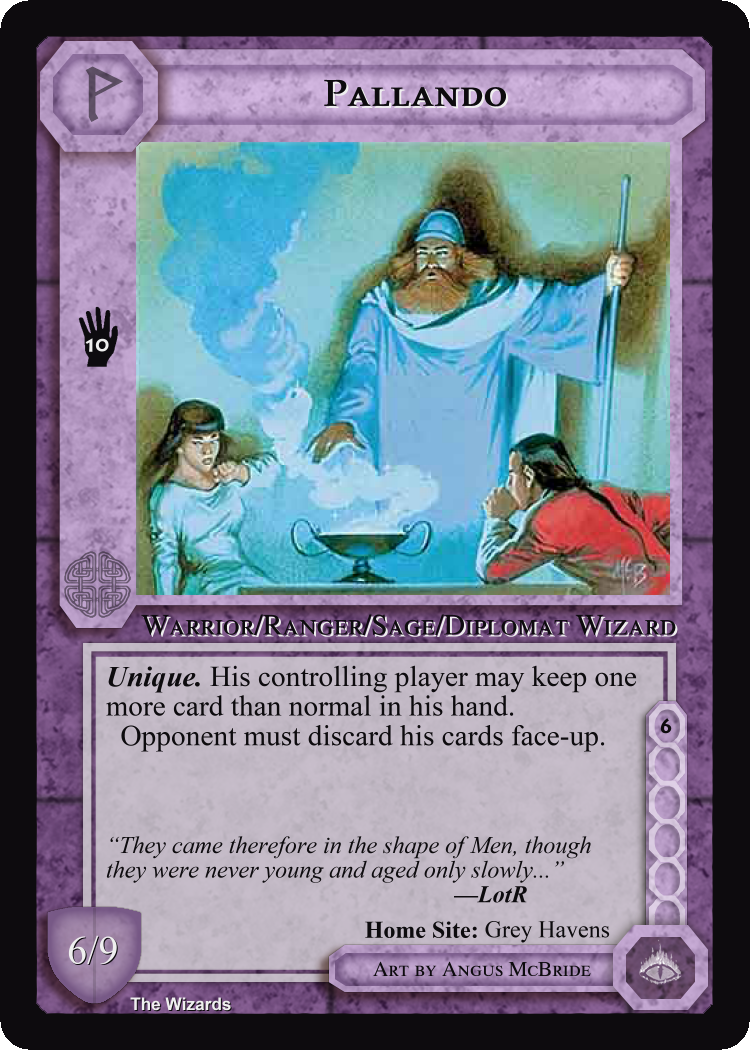 ᚹ
Pallando
10
McB
Warrior/Ranger/Sage/Diplomat Wizard
Unique. His controlling player may keep one
more card than normal in his hand.
Opponent must discard his cards face-up.
6
“They came therefore in the shape of Men, though
they were never young and aged only slowly...”
—LotR
Home Site: Grey Havens
6/9
Art by Angus McBride
The Wizards